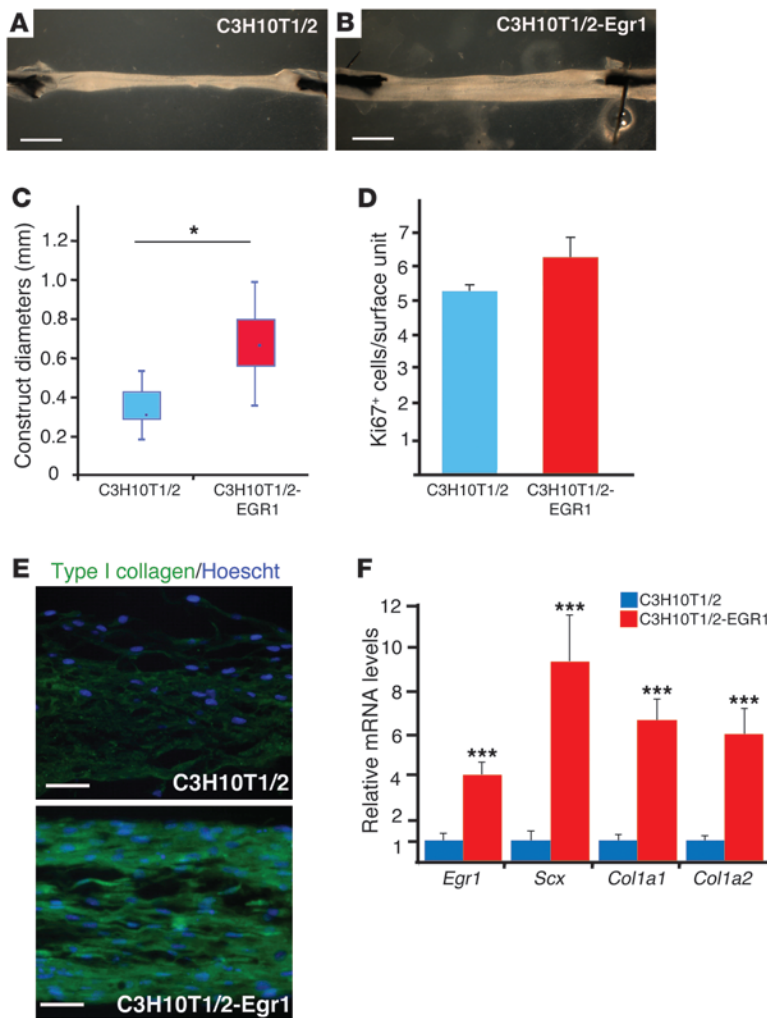 A
C3H10T1/2
B
C3H10T1/2-Egr1
C
Construct diameters (mm)
1.2
1.0
0.8
0.6
0.4
0.2
0
*
C3H10T1/2
C3H10T1/2-
EGR1
D
Ki67+ cells/surface unit
7
6
5
4
3
2
1
C3H10T1/2
C3H10T1/2-
EGR1
E
Type I collagen/Hoescht
C3H10T1/2
C3H10T1/2-Egr1
F
C3H10T1/2
C3H10T1/2-EGR1
Relative mRNA levels
12
10
8
6
4
2
1
***
***
***
***
Egr1
Scx
Col1a1
Col1a2